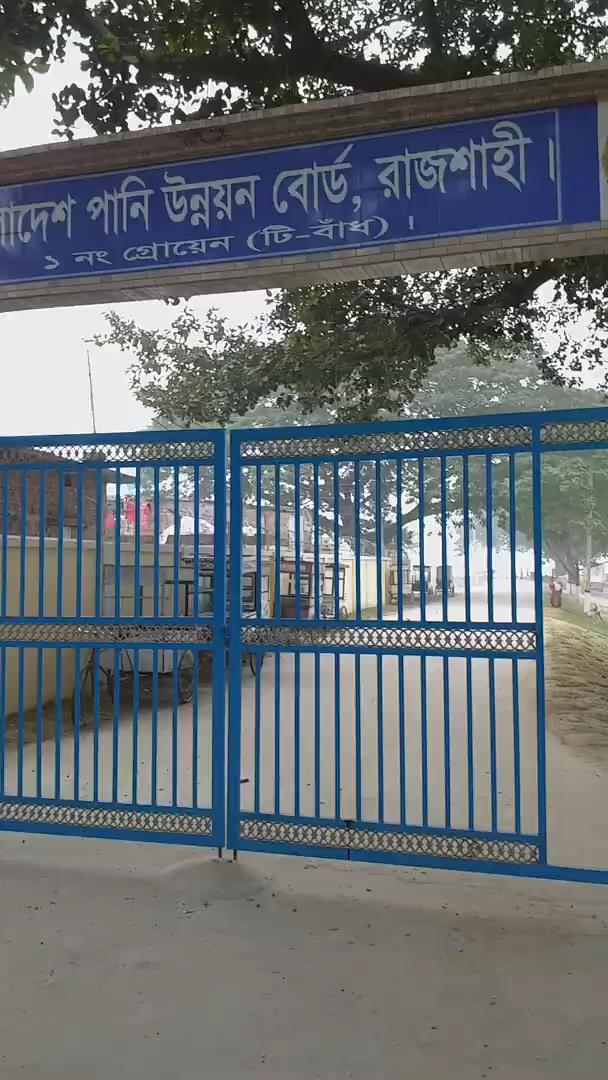 াদেশ পানি উন্নয়ন বোর্ড, রাজশাহী।
১ নং গ্রোয়েন (টি-বাঁধ) ।